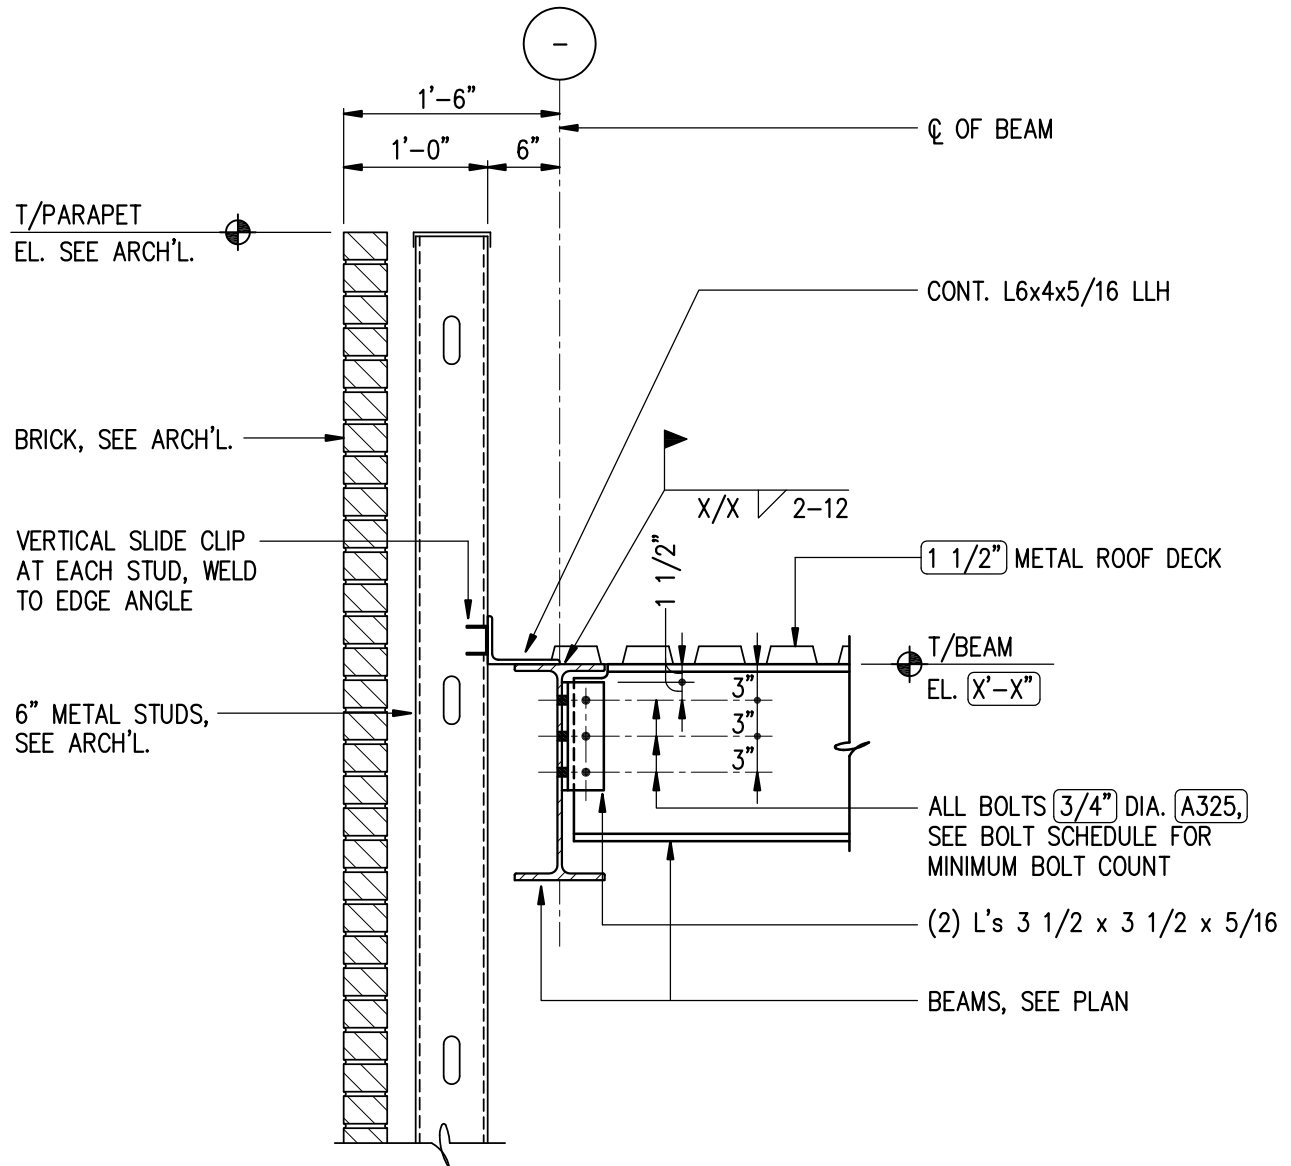 –
1'-6"
℄ OF BEAM
1'-0"
6"
T/PARAPET
EL. SEE ARCH'L.
CONT. L6x4x5/16 LLH
BRICK, SEE ARCH'L.
X/X 2-12
VERTICAL SLIDE CLIP
AT EACH STUD, WELD
TO EDGE ANGLE
1 1/2"
1 1/2" METAL ROOF DECK
T/BEAM
EL. X'-X"
3"
3"
3"
6" METAL STUDS,
SEE ARCH'L.
ALL BOLTS 3/4" DIA. A325,
SEE BOLT SCHEDULE FOR
MINIMUM BOLT COUNT
(2) L's 3 1/2 x 3 1/2 x 5/16
BEAMS, SEE PLAN